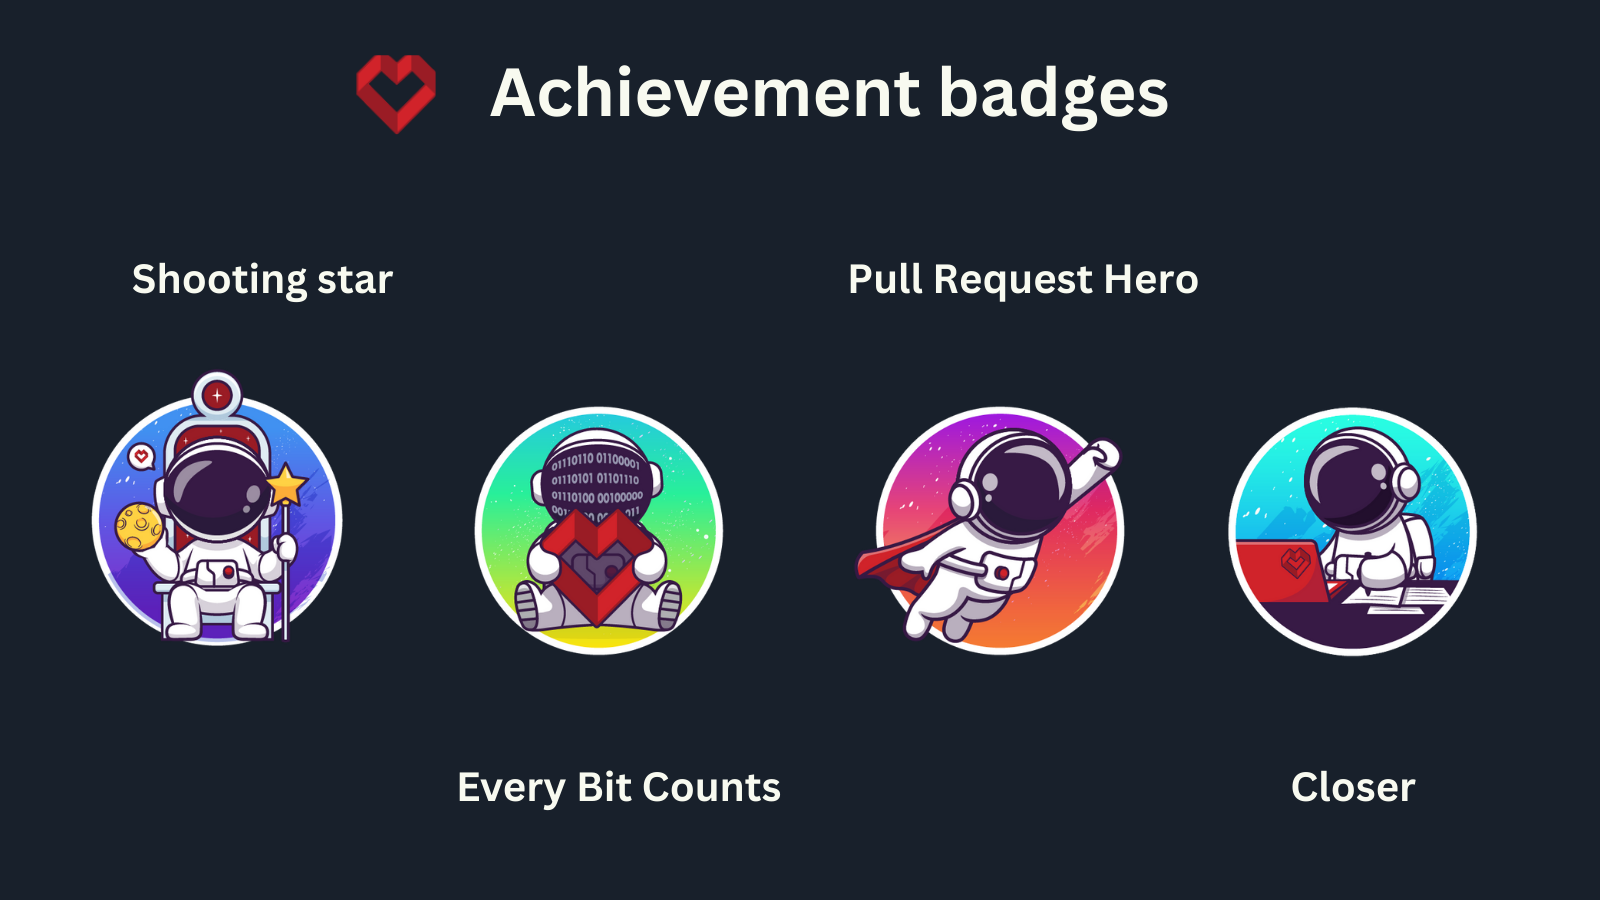 Achievement badges
Shooting star
Pull Request Hero
01110110 01100001
01110101 01101110
01110100 00100000
Every Bit Counts
Closer